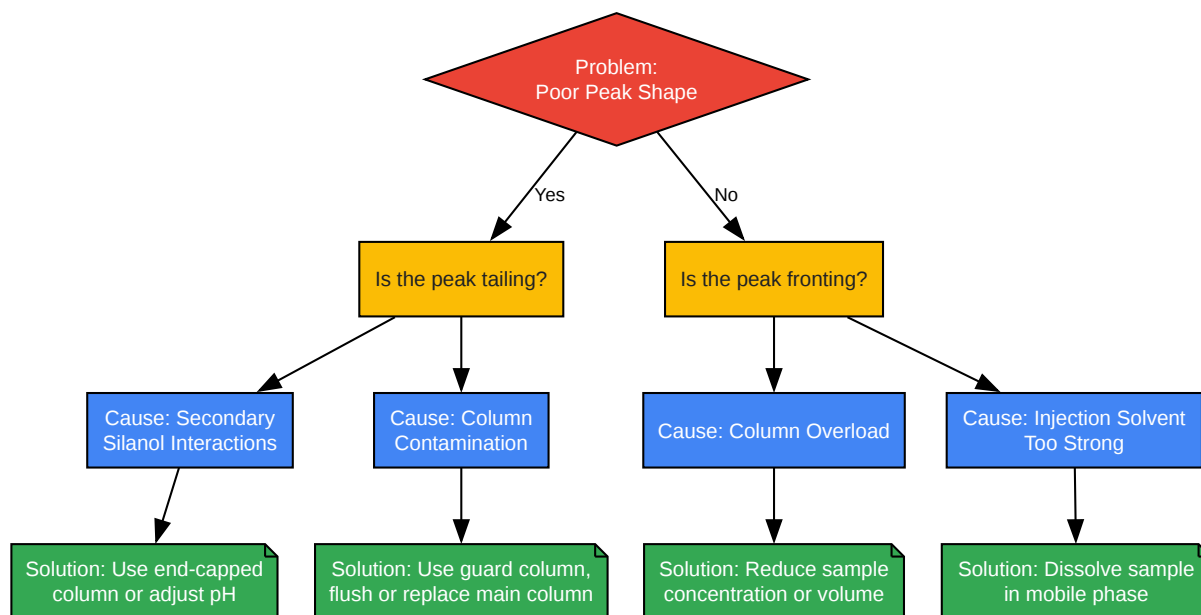 Problem:
Poor Peak Shape
Yes
No
Is the peak tailing?
Is the peak fronting?
Cause: Secondary
Silanol Interactions
Cause: Column
Contamination
Cause: Column Overload
Cause: Injection Solvent
Too Strong
Solution: Use end-capped
column or adjust pH
Solution: Use guard column,
flush or replace main column
Solution: Reduce sample
concentration or volume
Solution: Dissolve sample
in mobile phase